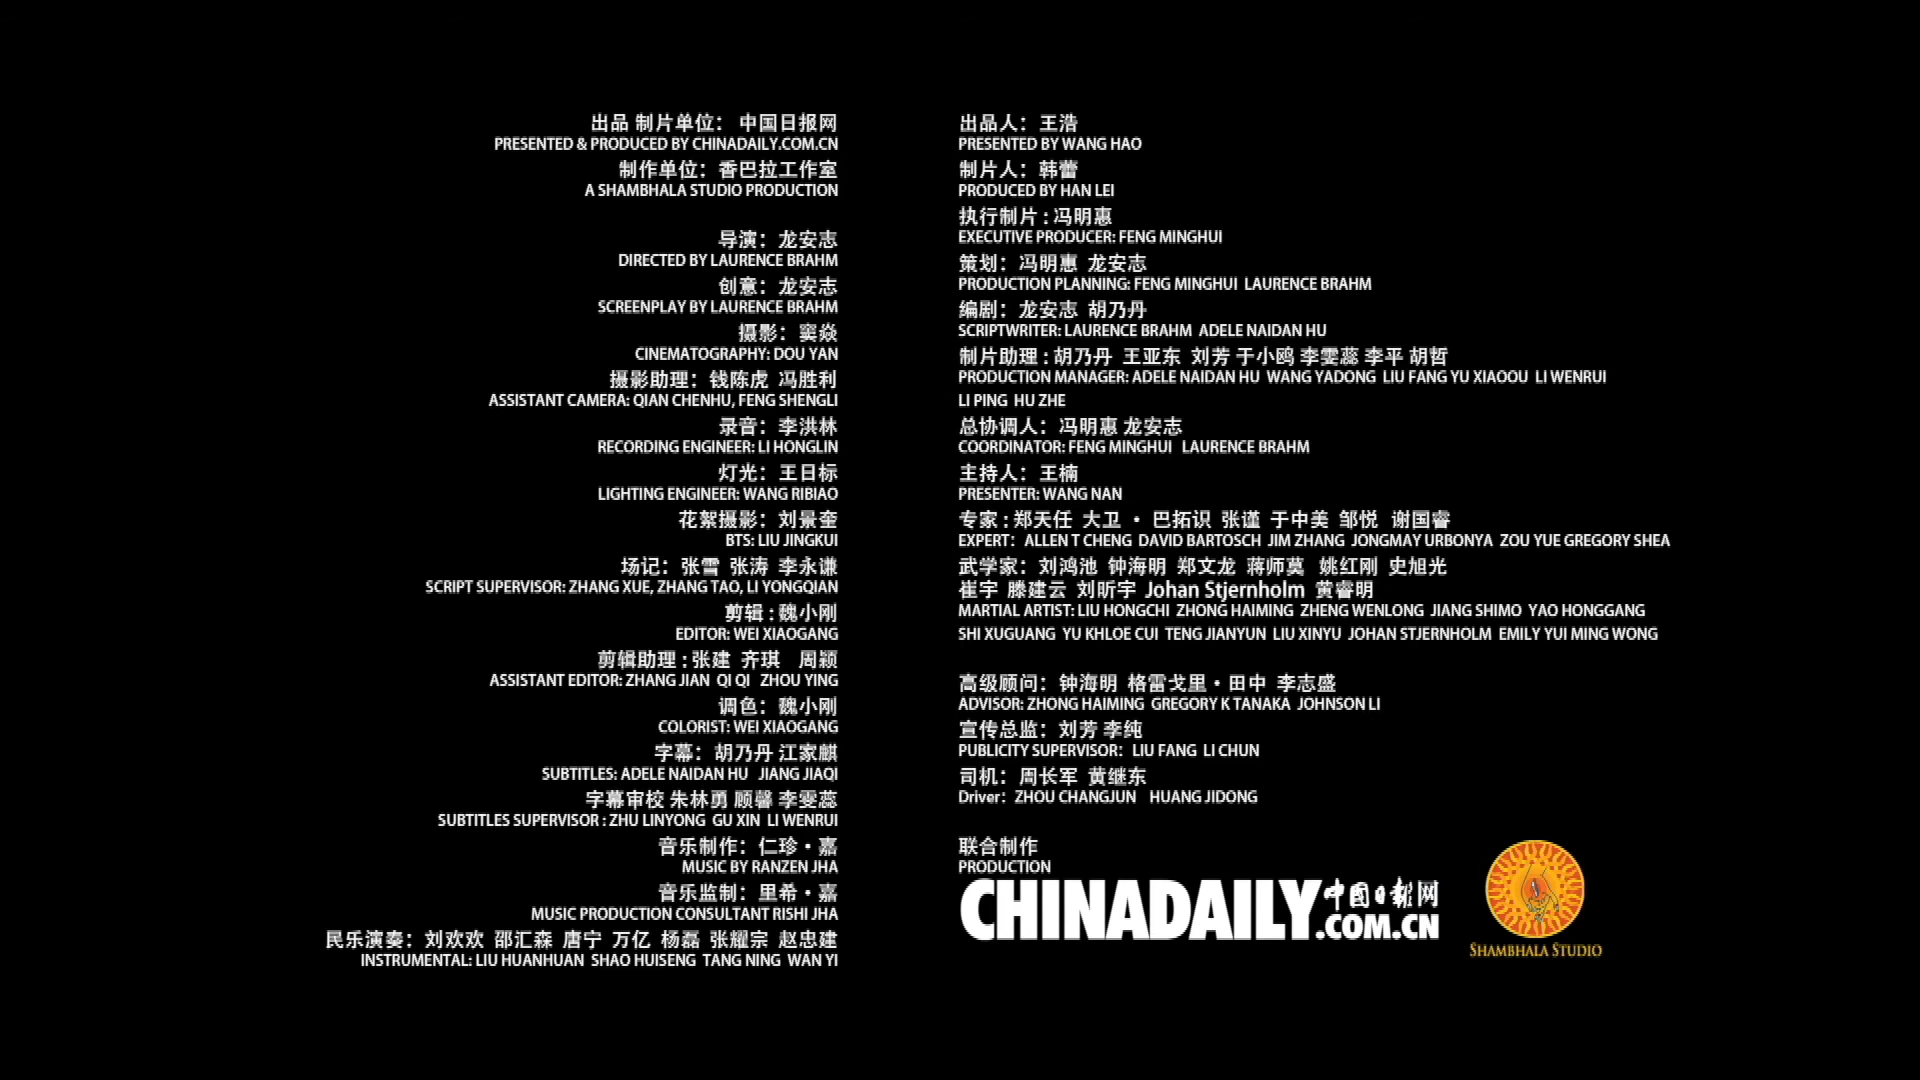 出品 制片单位： 中国日报网
PRESENTED & PRODUCED BY CHINADAILY.COM.CN
制作单位：香巴拉工作室
A SHAMBHALA STUDIO PRODUCTION
导演：龙安志
DIRECTED BY LAURENCE BRAHM
创意：龙安志
SCREENPLAY BY LAURENCE BRAHM
摄影：窦焱
CINEMATOGRAPHY: DOU YAN
摄影助理：钱陈虎 冯胜利
ASSISTANT CAMERA: QIAN CHENHU, FENG SHENGLI
录音：李洪林
RECORDING ENGINEER: LI HONGLIN
灯光：王日标
LIGHTING ENGINEER: WANG RIBIAO
花絮摄影：刘景奎
BTS: LIU JINGKUI
场记：张雪 张涛 李永谦
SCRIPT SUPERVISOR: ZHANG XUE, ZHANG TAO, LI YONGQIAN
剪辑：魏小刚
EDITOR: WEI XIAOGANG
剪辑助理：张建 齐琪 周颖
ASSISTANT EDITOR: ZHANG JIAN QI QI ZHOU YING
调色：魏小刚
COLORIST: WEI XIAOGANG
字幕：胡乃丹 江家麒
SUBTITLES: ADELE NAIDAN HU JIANG JIAQI
字幕审校 朱林勇 顾馨 李雯蕊
SUBTITLES SUPERVISOR : ZHU LINYONG GU XIN LI WENRUI
音乐制作：仁珍·嘉
MUSIC BY RANZEN JHA
音乐监制：里希·嘉
MUSIC PRODUCTION CONSULTANT RISHI JHA
民乐演奏：刘欢欢 邵汇森 唐宁 万亿 杨磊 张耀宗 赵忠建
INSTRUMENTAL: LIU HUANHUAN SHAO HUISENG TANG NING WAN YI
出品人：王浩
PRESENTED BY WANG HAO
制片人：韩蕾
PRODUCED BY HAN LEI
执行制片：冯明惠
EXECUTIVE PRODUCER: FENG MINGHUI
策划：冯明惠 龙安志
PRODUCTION PLANNING: FENG MINGHUI LAURENCE BRAHM
编剧：龙安志 胡乃丹
SCRIPTWRITER: LAURENCE BRAHM ADELE NAIDAN HU
制片助理：胡乃丹 王亚东 刘芳 于小鸥 李雯蕊 李平 胡哲
PRODUCTION MANAGER: ADELE NAIDAN HU WANG YADONG LIU FANG YU XIAOOU LI WENRUI
LI PING HU ZHE
总协调人：冯明惠 龙安志
COORDINATOR: FENG MINGHUI LAURENCE BRAHM
主持人：王楠
PRESENTER: WANG NAN
专家：郑天任 大卫·巴拓识 张谨 于中美 邹悦 谢国睿
EXPERT: ALLEN T CHENG DAVID BARTOSCH JIM ZHANG JONGMAY URBONYA ZOU YUE GREGORY SHEA
武学家：刘鸿池 钟海明 郑文龙 蒋师莫 姚红刚 史旭光
崔宇 滕建云 刘昕宇 Johan Stjernholm 黄睿明
MARTIAL ARTIST: LIU HONGCHI ZHONG HAIMING ZHENG WENLONG JIANG SHIMO YAO HONGGANG
SHI XUGUANG YU KHLOE CUI TENG JIANYUN LIU XINYU JOHAN STJERNHOLM EMILY YUI MING WONG
高级顾问：钟海明 格雷戈里·田中 李志盛
ADVISOR: ZHONG HAIMING GREGORY K TANAKA JOHNSON LI
宣传总监：刘芳 李纯
PUBLICITY SUPERVISOR: LIU FANG LI CHUN
司机：周长军 黄继东
Driver: ZHOU CHANGJUN HUANG JIDONG
联合制作
PRODUCTION
CHINADAILY 中国日报网
.COM.CN
SHAMBHALA STUDIO